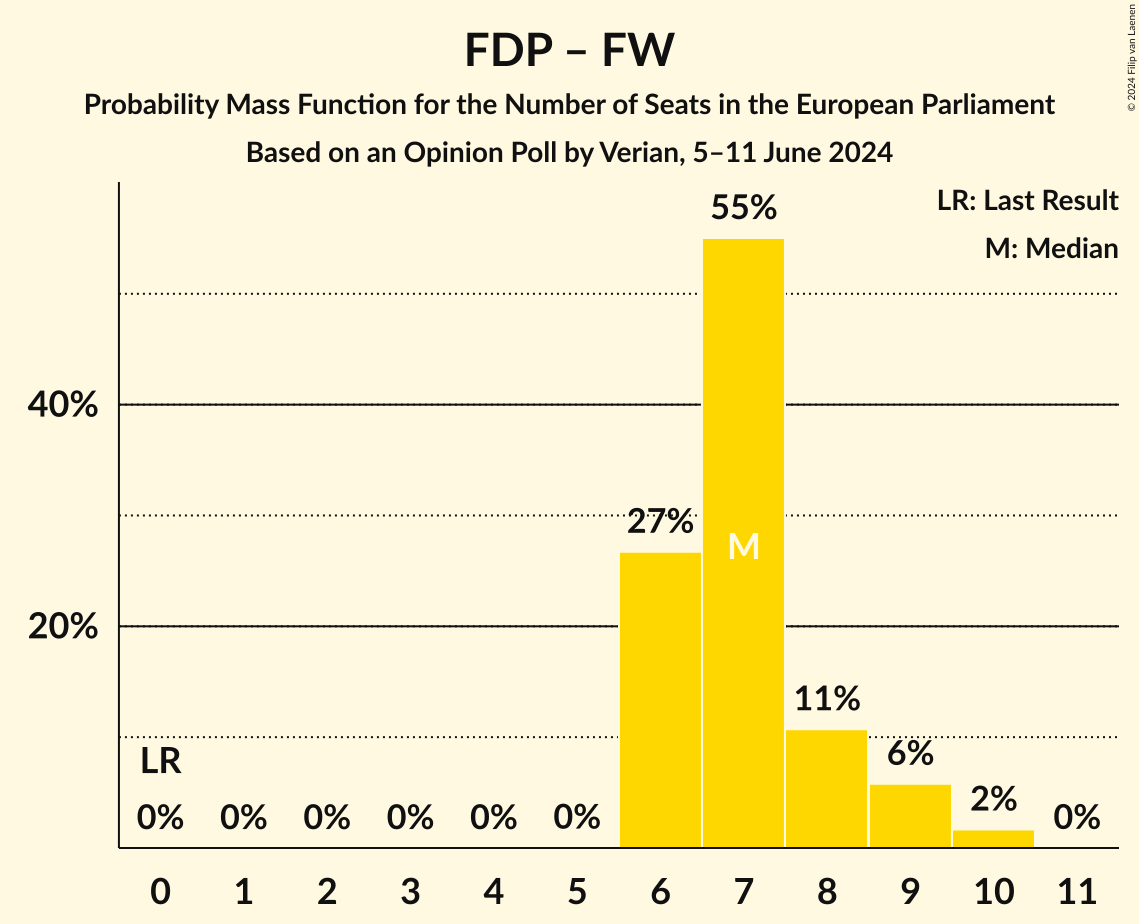 FDP – FW
Probability Mass Function for the Number of Seats in the European Parliament
Based on an Opinion Poll by Verian, 5–11 June 2024
© 2024 Filip van Laenen
LR: Last Result
M: Median
55%
40%
27%
M
20%
11%
LR
6%
2%
0% 0% 0% 0% 0% 0% 0%
0 1 2 3 4 5 6 7 8 9 10 11